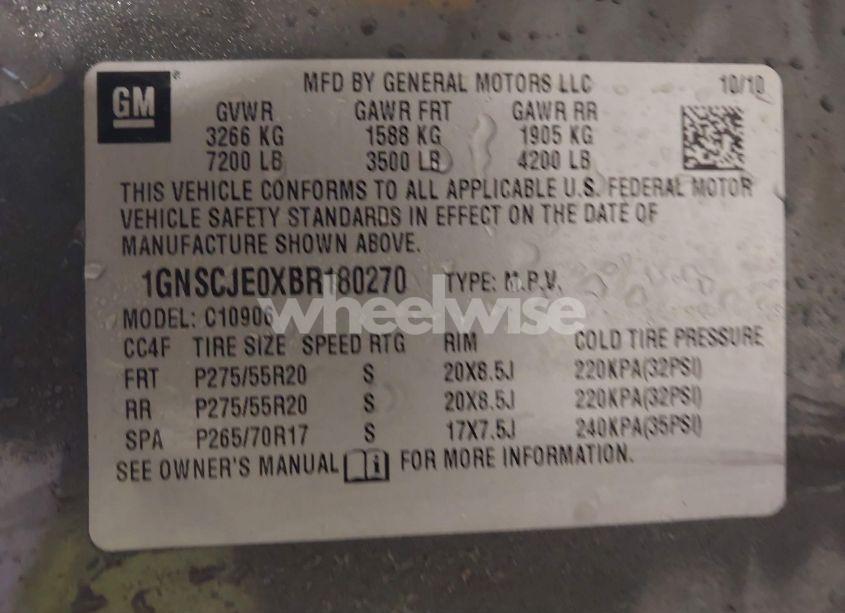 GM
MFD BY GENERAL MOTORS LLC 10/10
GVWR GAWR FRT GAWR RR
3266 KG 1588 KG 1905 KG
7200 LB 3500 LB 4200 LB
THIS VEHICLE CONFORMS TO ALL APPLICABLE U.S. FEDERAL MOTOR
VEHICLE SAFETY STANDARDS IN EFFECT ON THE DATE OF
MANUFACTURE SHOWN ABOVE.
1GNSCJE0XBR180270 TYPE: M.P.V.
wheelwise
MODEL: C10906
CC4F TIRE SIZE SPEED RTG RIM COLD TIRE PRESSURE
FRT P275/55R20 S 20X8.5J 220KPA(32PSI)
RR P275/55R20 S 20X8.5J 220KPA(32PSI)
SPA P265/70R17 S 17X7.5J 240KPA(35PSI)
SEE OWNER'S MANUAL i FOR MORE INFORMATION.